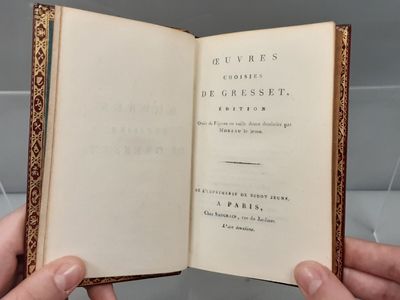 ŒUVRES
CHOISIES
DE GRESSET,
ÉDITION
Ornée de Figures en taille douce dessinées par
MOREAU le jeune.
DE L'IMPRIMERIE DE DIDOT JEUNE.
A PARIS,
Chez SAUGRAIN, rue du Jardinet.
L'an deuxième.